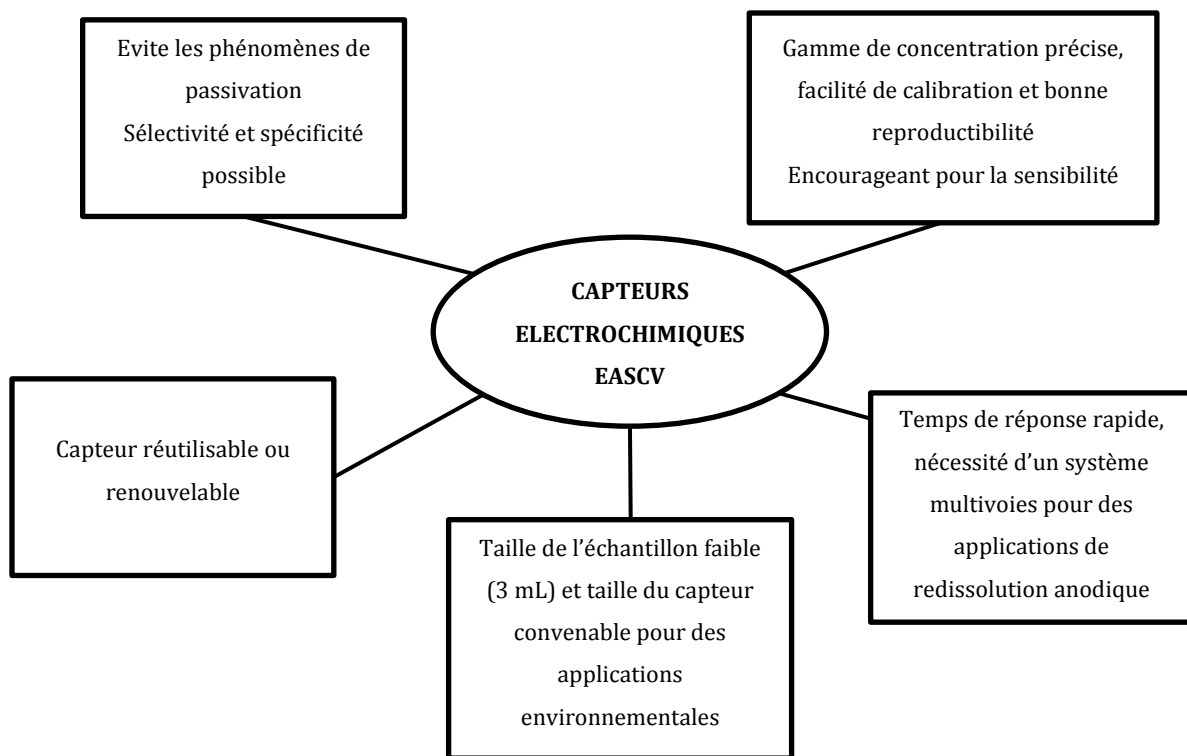 Evite les phénomènes de
passivation
Sélectivité et spécificité
possible
Gamme de concentration précise,
facilité de calibration et bonne
reproductibilité
Encourageant pour la sensibilité
CAPTEURS
ELECTROCHIMIQUES
EASCV
Capteur réutilisable ou
renouvelable
Taille de l’échantillon faible
(3 mL) et taille du capteur
convenable pour des
applications
environnementales
Temps de réponse rapide,
nécessité d’un système
multivoies pour des
applications de
redissolution anodique